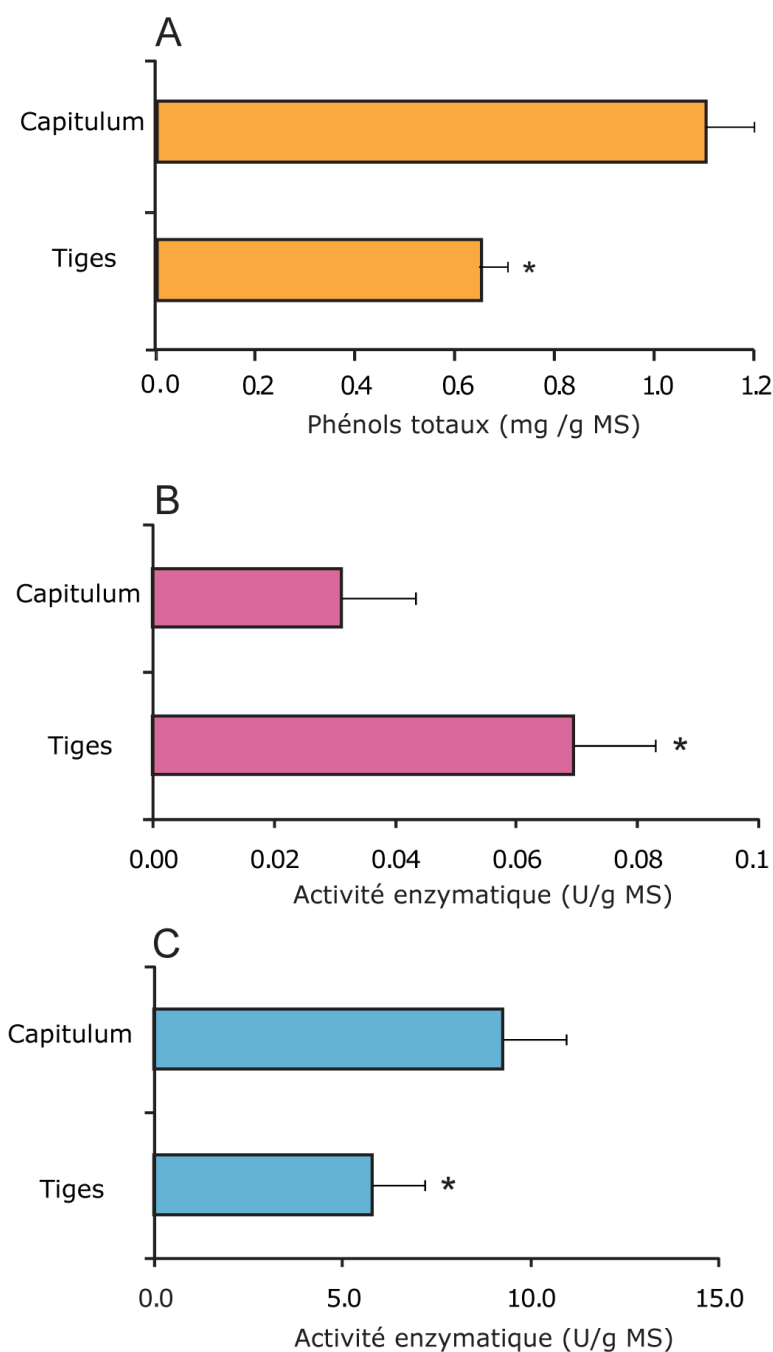 A
Capitulum
Tiges
*
0.0 0.2 0.4 0.6 0.8 1.0 1.2
Phénols totaux (mg /g MS)
B
Capitulum
Tiges
*
0.00 0.02 0.04 0.06 0.08 0.1
Activité enzymatique (U/g MS)
C
Capitulum
Tiges
*
0.0 5.0 10.0 15.0
Activité enzymatique (U/g MS)